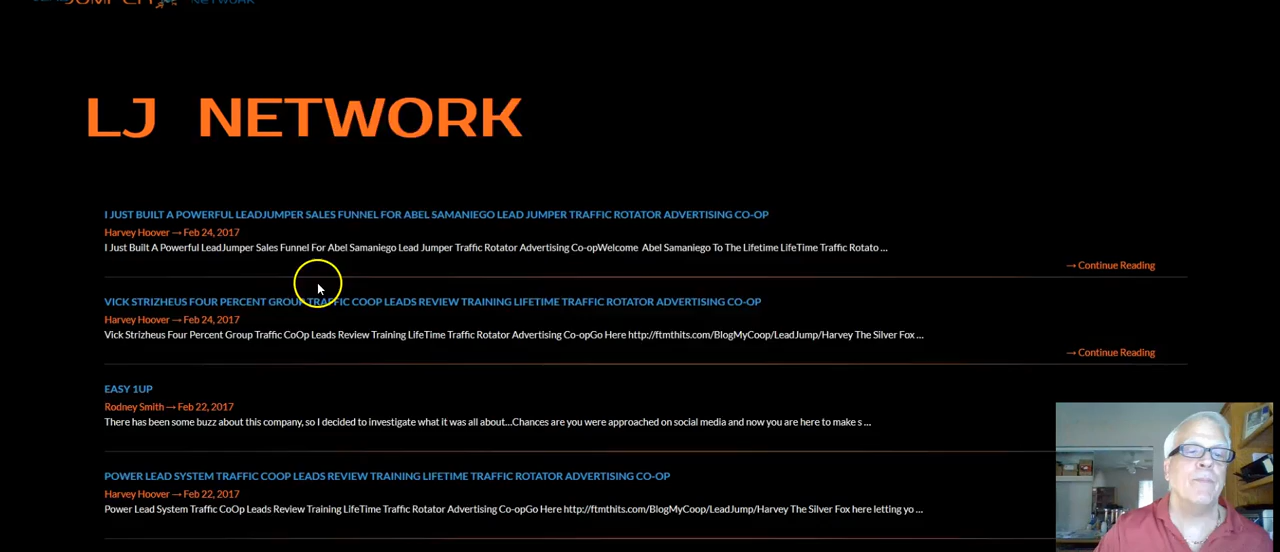 NETWORK
LJ NETWORK
I JUST BUILT A POWERFUL LEADJUMPER SALES FUNNEL FOR ABEL SAMANIEGO LEAD JUMPER TRAFFIC ROTATOR ADVERTISING CO-OP
Harvey Hoover → Feb 24, 2017
I Just Built A Powerful LeadJumper Sales Funnel For Abel Samaniego Lead Jumper Traffic Rotator Advertising Co-opWelcome Abel Samaniego To The Lifetime LifeTime Traffic Rotato ...
→ Continue Reading
VICK STRIZHEUS FOUR PERCENT GROUP TRAFFIC COOP LEADS REVIEW TRAINING LIFETIME TRAFFIC ROTATOR ADVERTISING CO-OP
Harvey Hoover → Feb 24, 2017
Vick Strizheus Four Percent Group Traffic CoOp Leads Review Training LifeTime Traffic Rotator Advertising Co-opGo Here http://ftmthits.com/BlogMyCoop/LeadJump/Harvey The Silver Fox ...
→ Continue Reading
EASY 1UP
Rodney Smith → Feb 22, 2017
There has been some buzz about this company, so I decided to investigate what it was all about...Chances are you were approached on social media and now you are here to make s ...
POWER LEAD SYSTEM TRAFFIC COOP LEADS REVIEW TRAINING LIFETIME TRAFFIC ROTATOR ADVERTISING CO-OP
Harvey Hoover → Feb 22, 2017
Power Lead System Traffic CoOp Leads Review Training LifeTime Traffic Rotator Advertising Co-opGo Here http://ftmthits.com/BlogMyCoop/LeadJump/Harvey The Silver Fox here letting yo ...